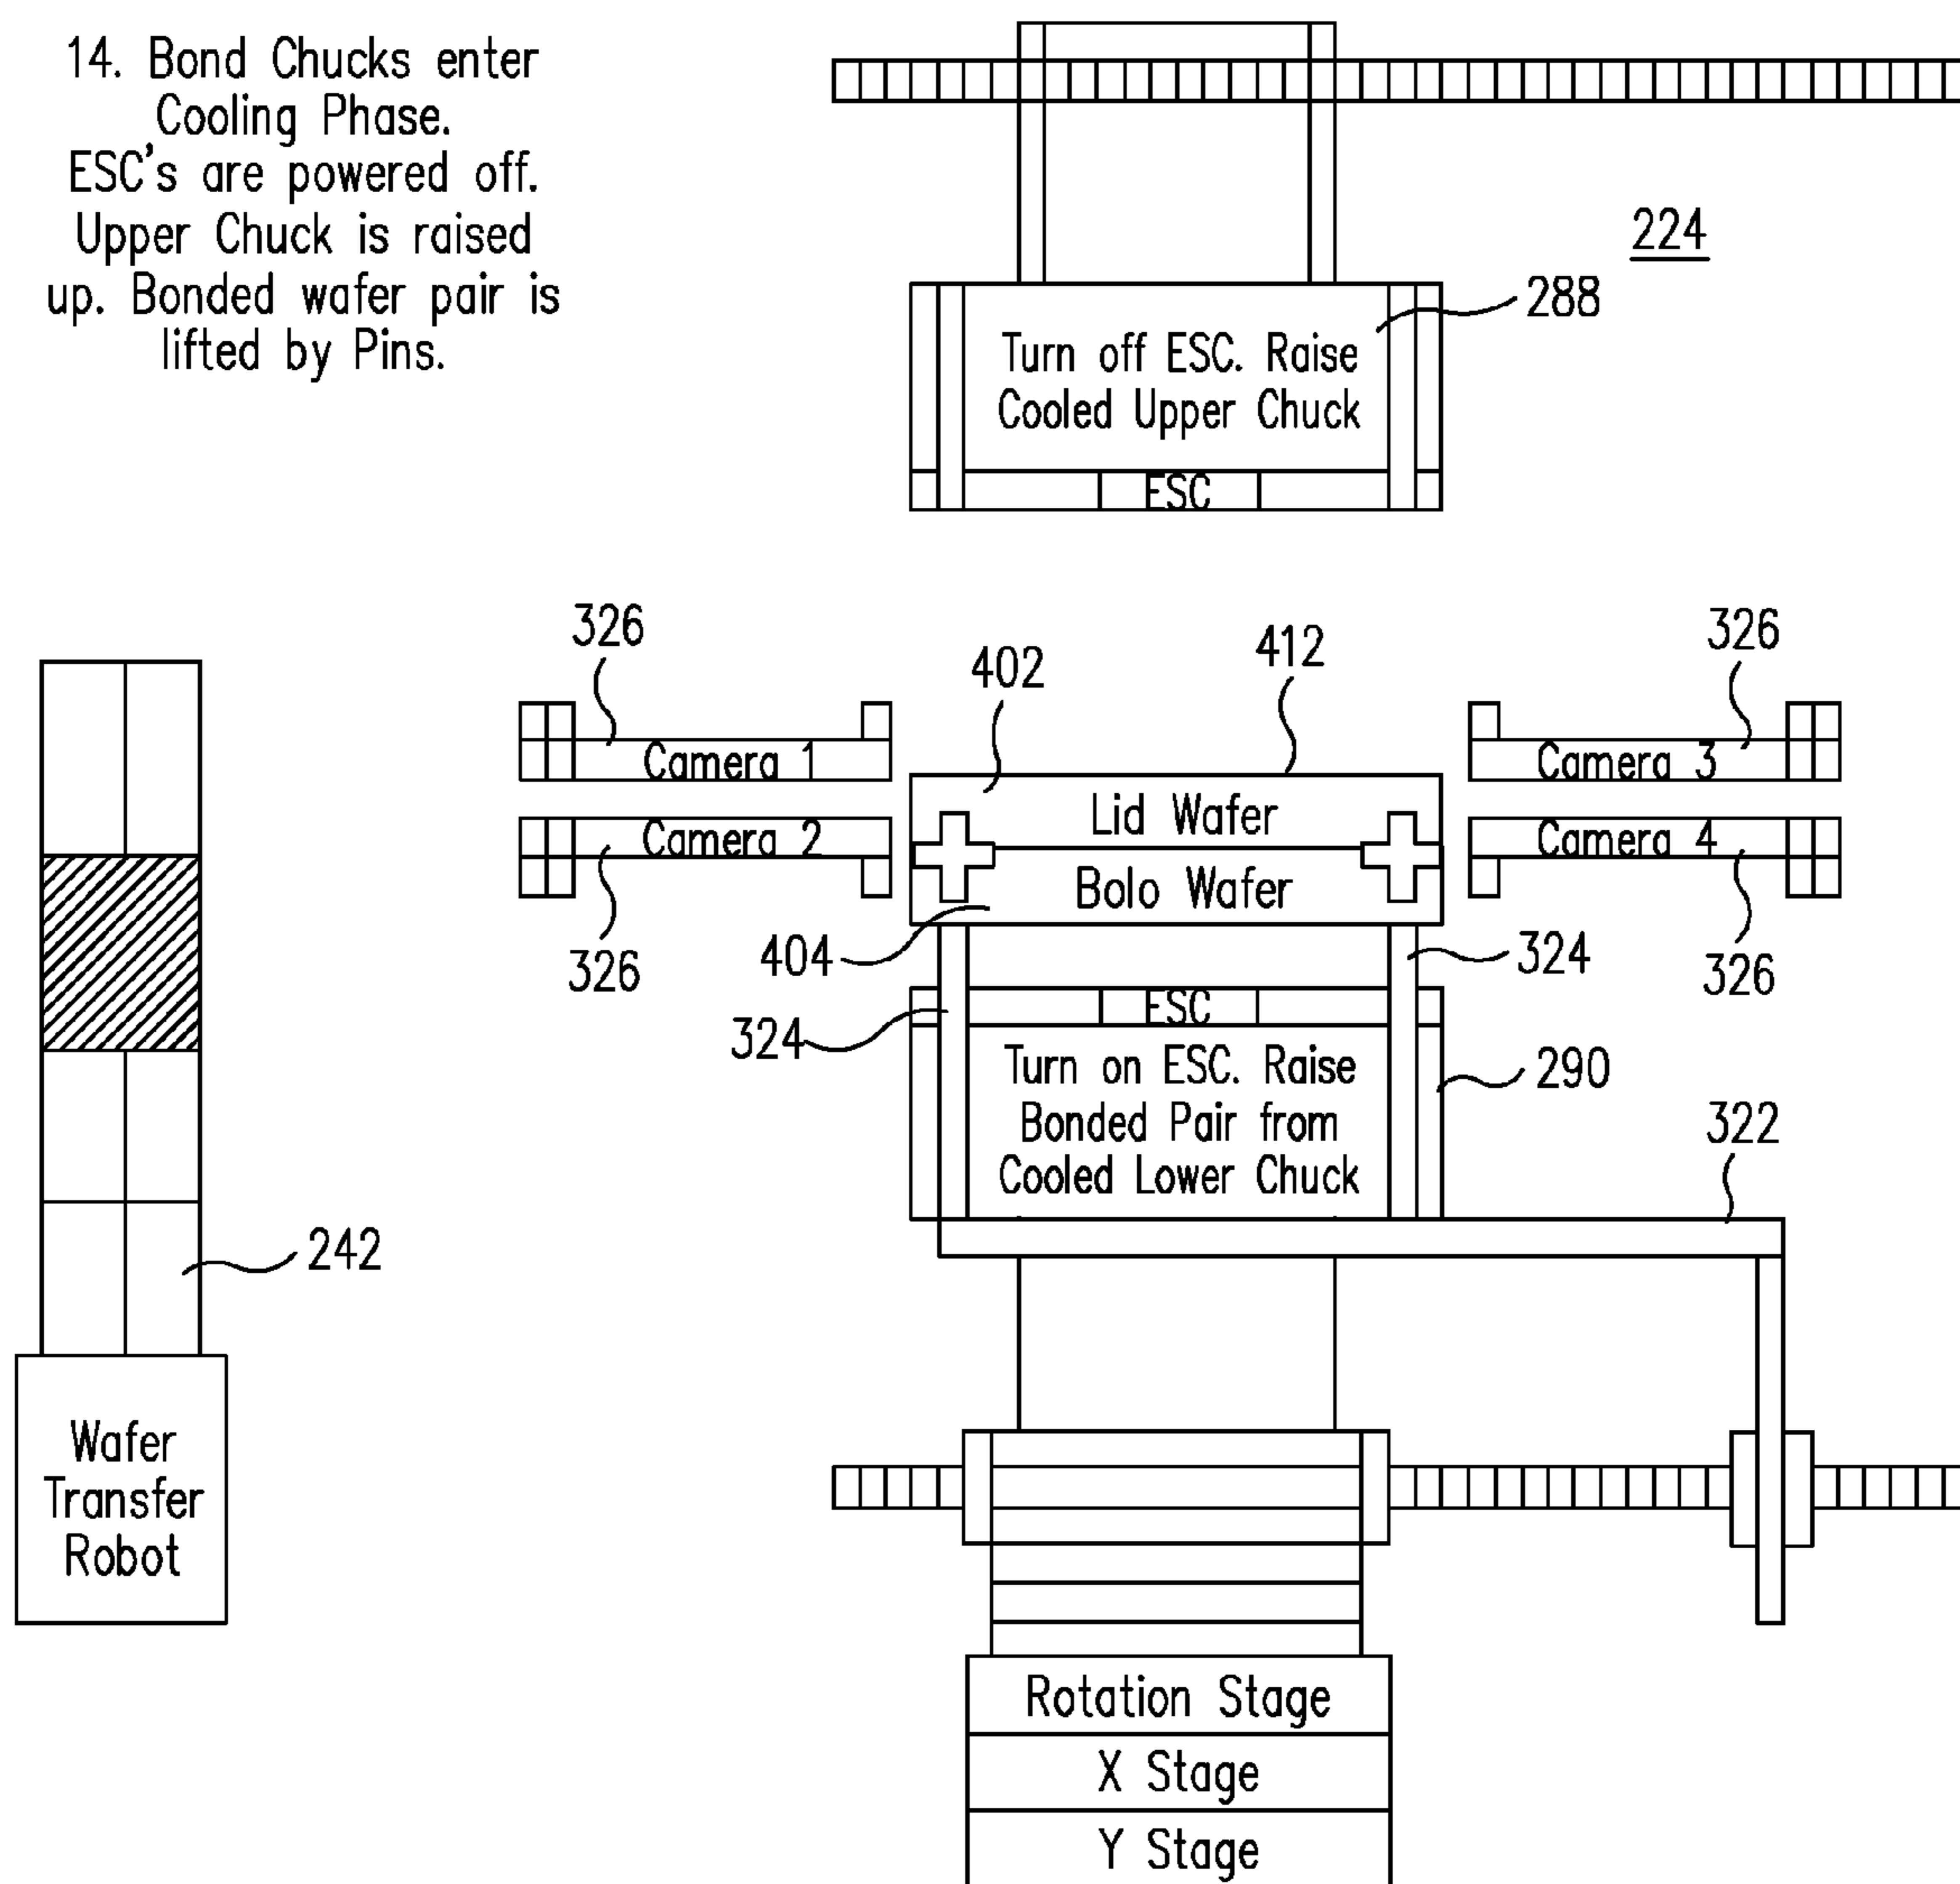 14. Bond Chucks enter
Cooling Phase.
ESC's are powered off.
Upper Chuck is raised
up. Bonded wafer pair is
lifted by Pins.
224
288
Turn off ESC. Raise
Cooled Upper Chuck
ESC
326
402
412
326
Camera 1
Camera 3
Lid Wafer
Camera 2
Camera 4
Bolo Wafer
326
404
324
326
324
ESC
Turn on ESC. Raise
Bonded Pair from
Cooled Lower Chuck
290
322
242
Wafer
Transfer
Robot
Rotation Stage
X Stage
Y Stage